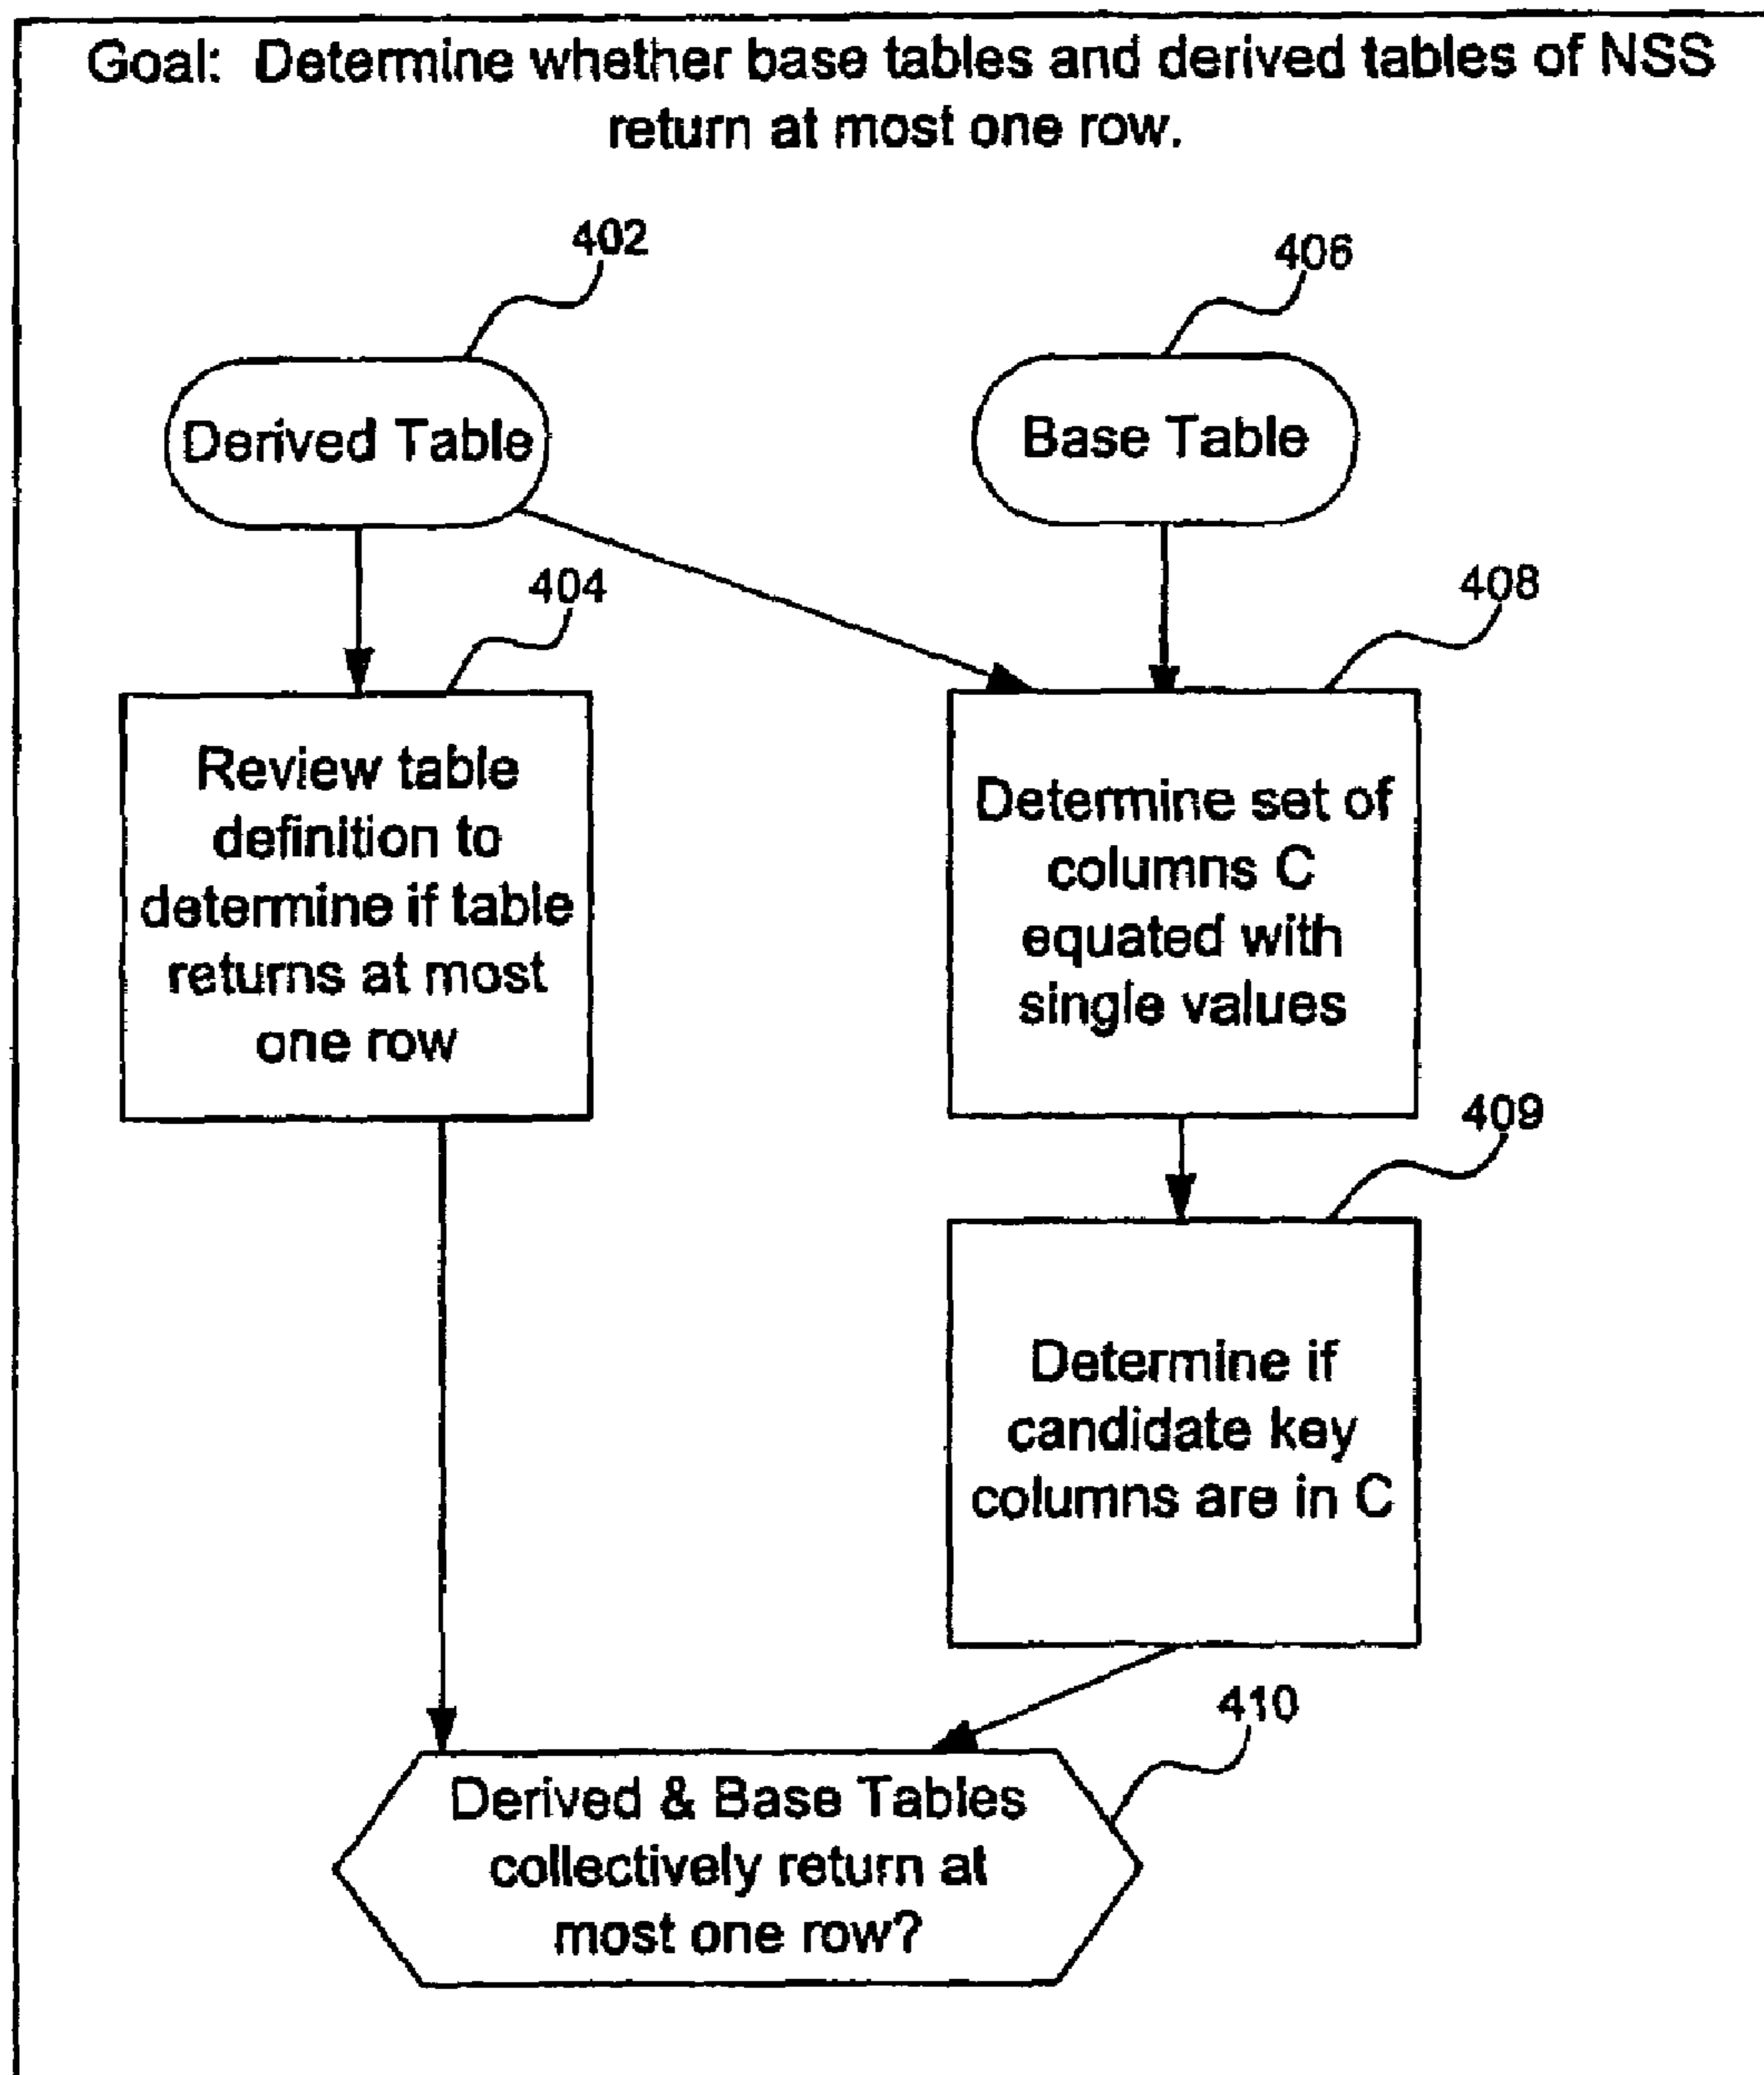 Goal: Determine whether base tables and derived tables of NSS
return at most one row.
402
406
Derived Table
Base Table
404
408
Review table
definition to
determine if table
returns at most
one row
Determine set of
columns C
equated with
single values
409
Determine if
candidate key
columns are in C
410
Derived & Base Tables
collectively return at
most one row?